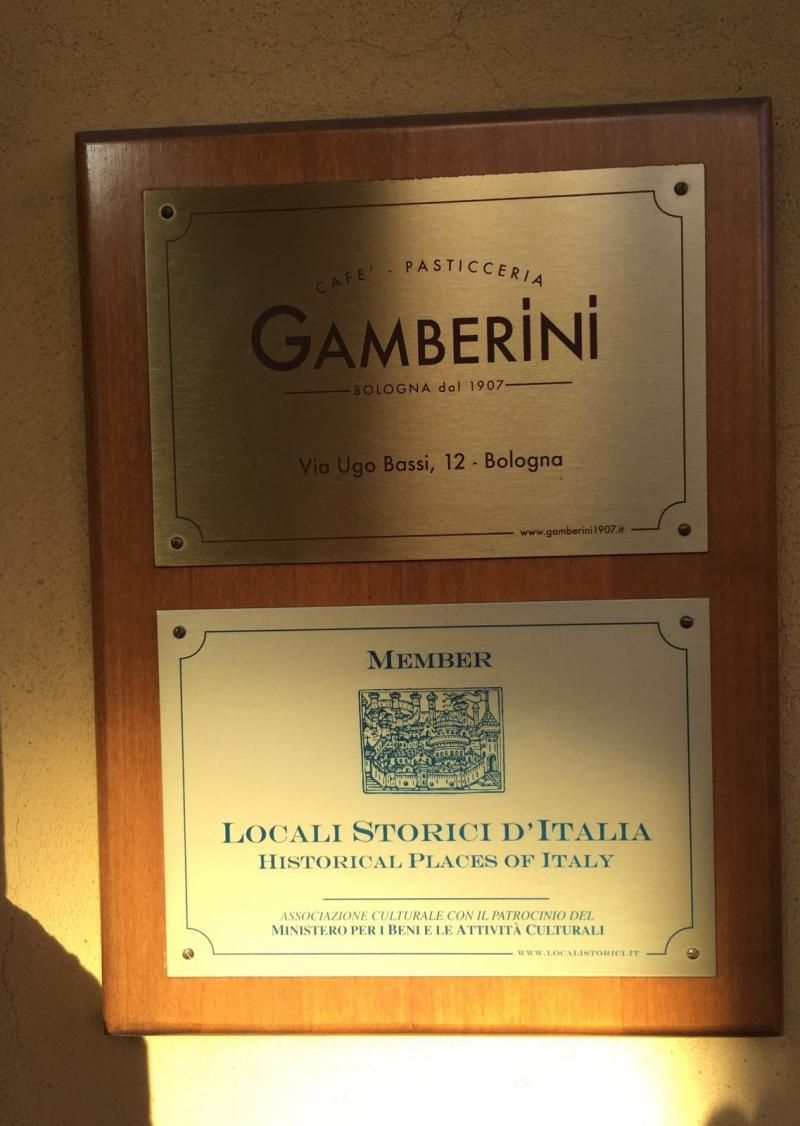 CAFE' - PASTICCERIA
GAMBERiNi
BOLOGNA dal 1907
Via Ugo Bassi, 12 - Bologna
www.gamberini1907.it
MEMBER
LOCALI STORICI D'ITALIA
HISTORICAL PLACES OF ITALY
ASSOCIAZIONE CULTURALE CON IL PATROCINIO DEL
MINISTERO PER I BENI E LE ATTIVITÀ CULTURALI
WWW.LOCALISTORICI.IT